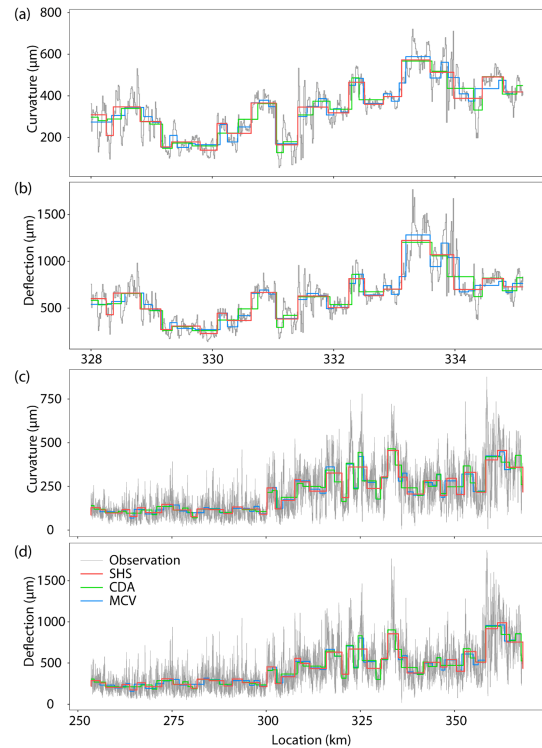 (a)
800
600
400
200
Curvature (μm)
(b)
1500
1000
500
Deflection (μm)
328
330
332
334
(c)
750
500
250
0
Curvature (μm)
(d)
Observation
SHS
CDA
MCV
1500
1000
500
0
Deflection (μm)
250
275
300
325
350
Location (km)